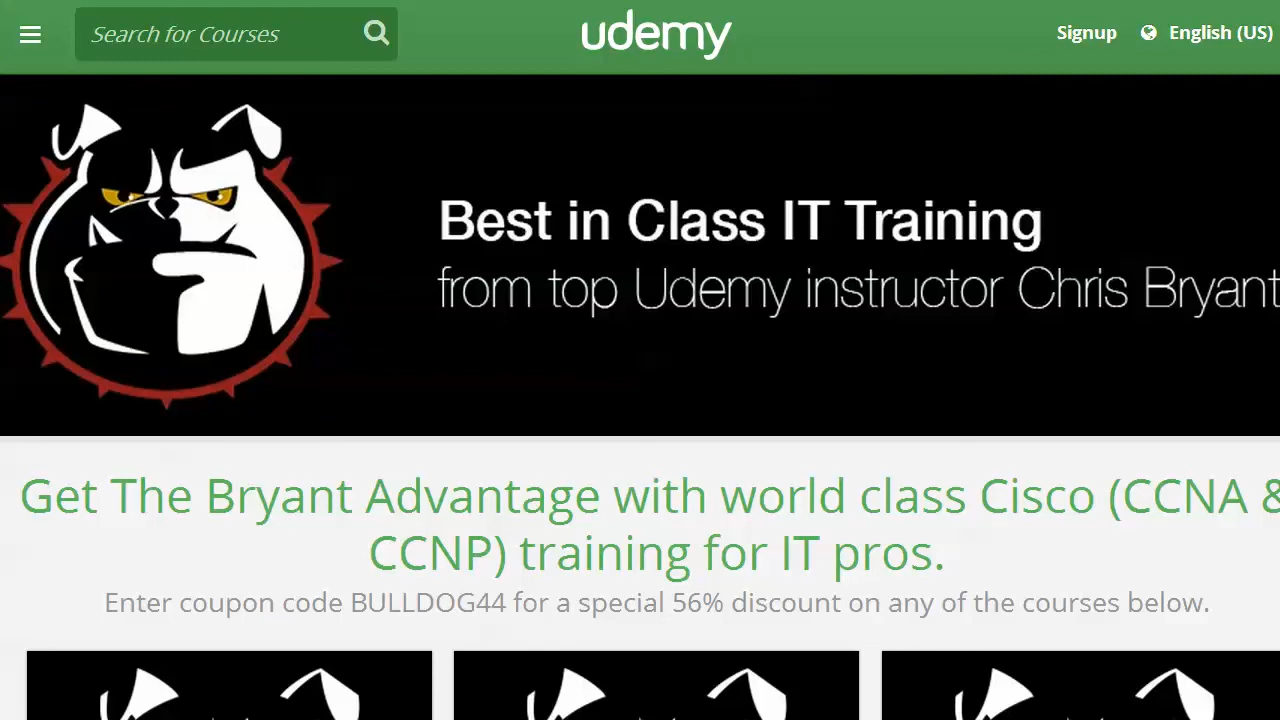 Search for Courses
udemy
Signup
English (US)
Best in Class IT Training
from top Udemy instructor Chris Bryant
Get The Bryant Advantage with world class Cisco (CCNA &
CCNP) training for IT pros.
Enter coupon code BULLDOG44 for a special 56% discount on any of the courses below.